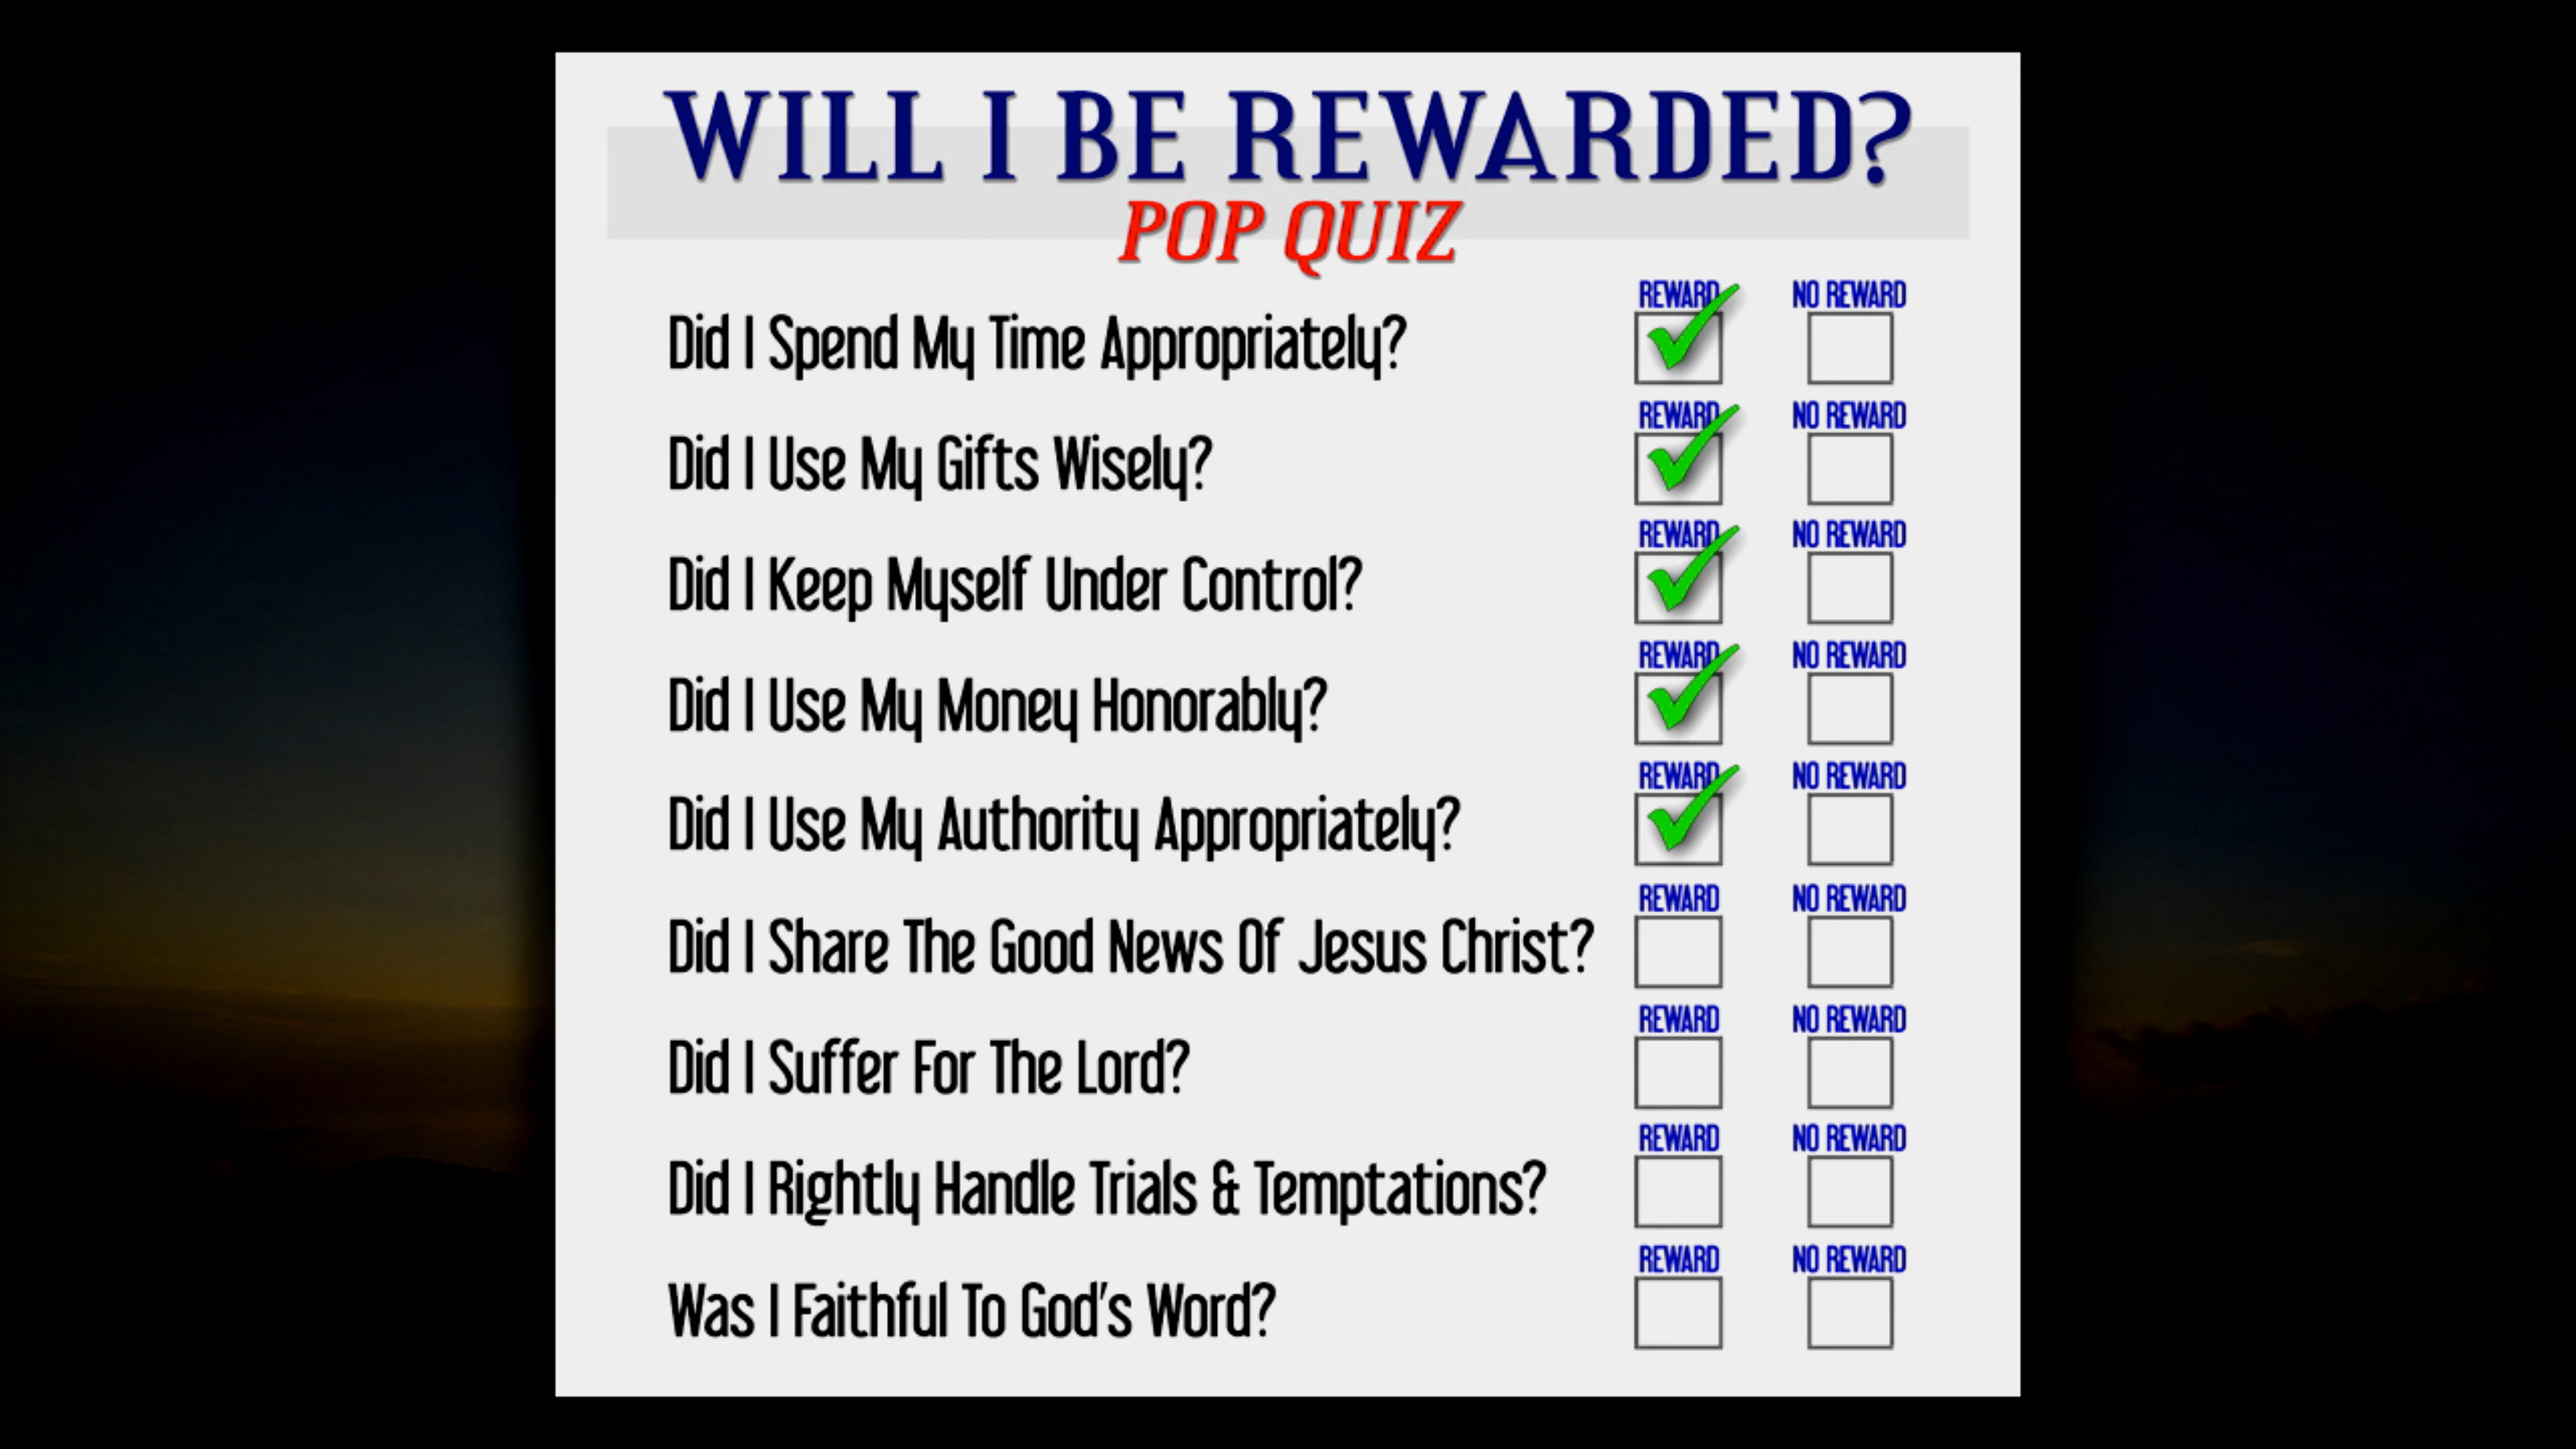 WILL I BE REWARDED?
POP QUIZ
REWARD NO REWARD
Did I Spend My Time Appropriately?
REWARD NO REWARD
Did I Use My Gifts Wisely?
REWARD NO REWARD
Did I Keep Myself Under Control?
REWARD NO REWARD
Did I Use My Money Honorably?
REWARD NO REWARD
Did I Use My Authority Appropriately?
REWARD NO REWARD
Did I Share The Good News Of Jesus Christ?
REWARD NO REWARD
Did I Suffer For The Lord?
REWARD NO REWARD
Did I Rightly Handle Trials & Temptations?
REWARD NO REWARD
Was I Faithful To God's Word?